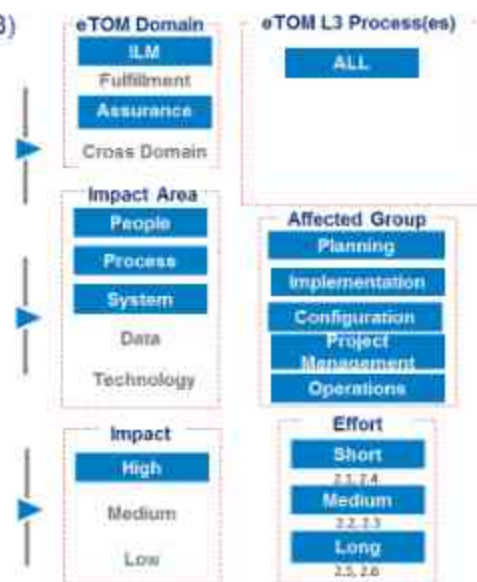 3)
eTOM Domain
ILM
Fulfillment
Assurance
Cross Domain
eTOM L3 Process(es)
ALL
Impact Area
People
Process
System
Data
Technology
Affected Group
Planning
Implementation
Configuration
Project
Management
Operations
Impact
High
Medium
Low
Effort
Short
2.1, 2.4
Medium
2.2, 2.3
Long
2.5, 2.6